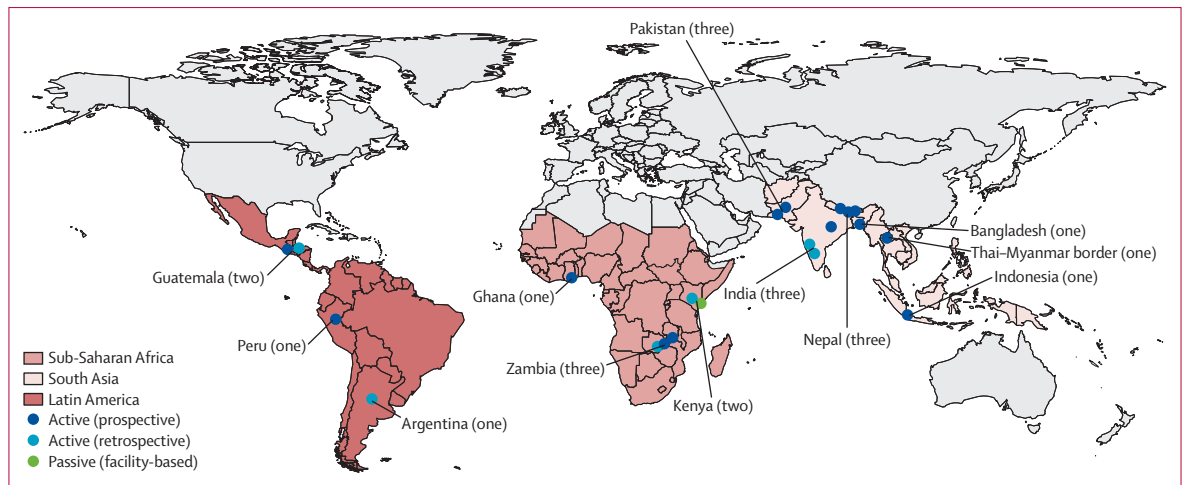 Pakistan (three)
Bangladesh (one)
Thai–Myanmar border (one)
Indonesia (one)
Guatemala (two)
Ghana (one)
India (three)
Nepal (three)
Peru (one)
Zambia (three)
Kenya (two)
Argentina (one)
Sub-Saharan Africa
South Asia
Latin America
Active (prospective)
Active (retrospective)
Passive (facility-based)